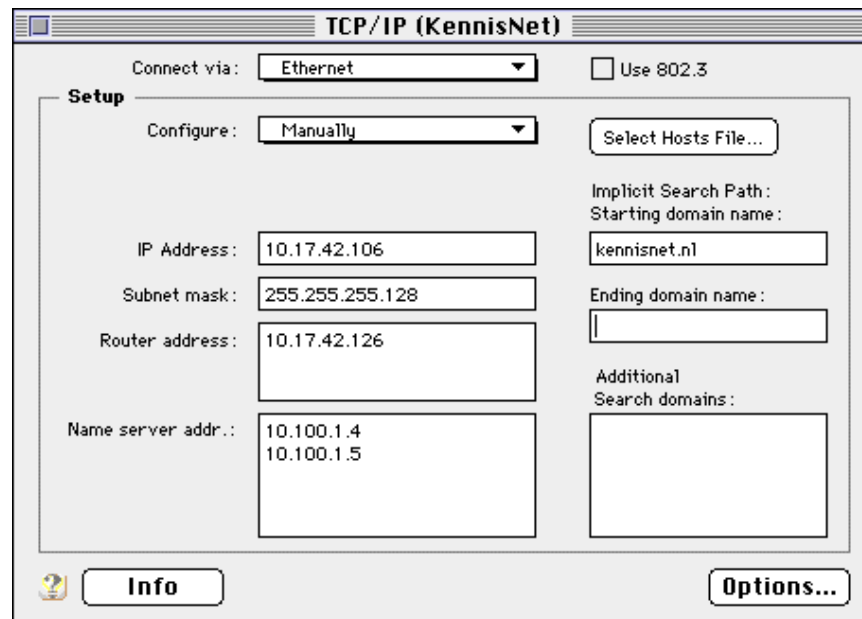 TCP/IP (KennisNet)
Connect via: Ethernet
Use 802.3
Setup
Configure: Manually
Select Hosts File...
Implicit Search Path:
Starting domain name:
IP Address: 10.17.42.106
kennisnet.nl
Subnet mask: 255.255.255.128
Ending domain name:
Router address: 10.17.42.126
Additional
Search domains:
Name server addr.: 10.100.1.4
10.100.1.5
?
Info
Options...